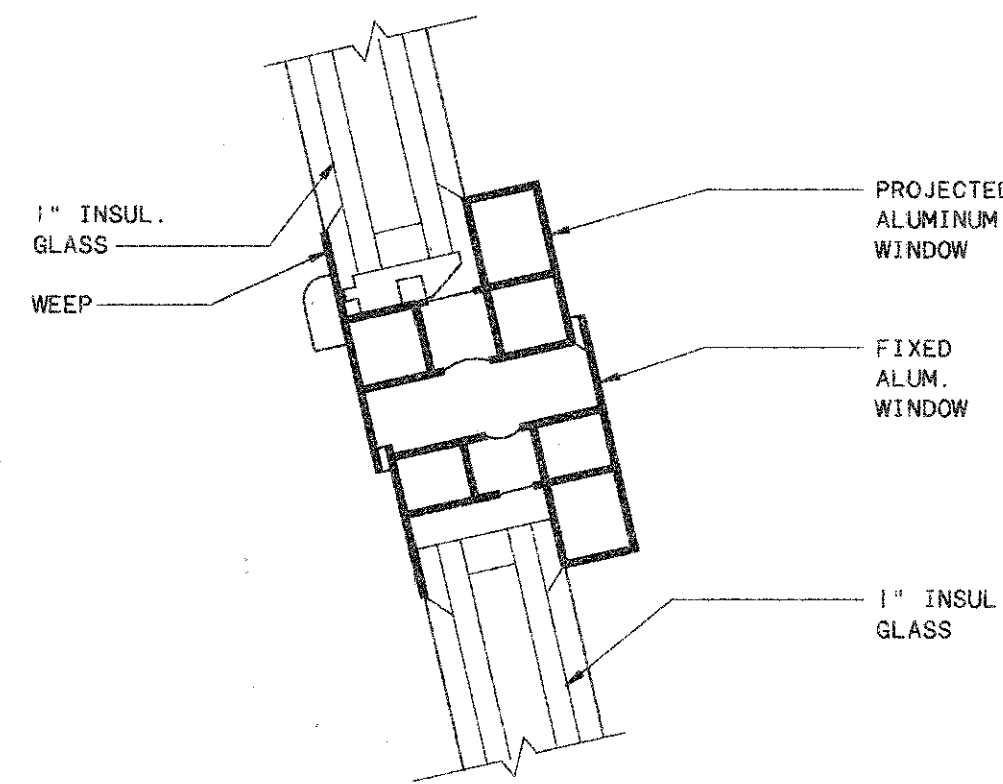 1" INSUL.
GLASS
WEEP
PROJECTED
ALUMINUM
WINDOW
FIXED
ALUM.
WINDOW
1" INSUL
GLASS